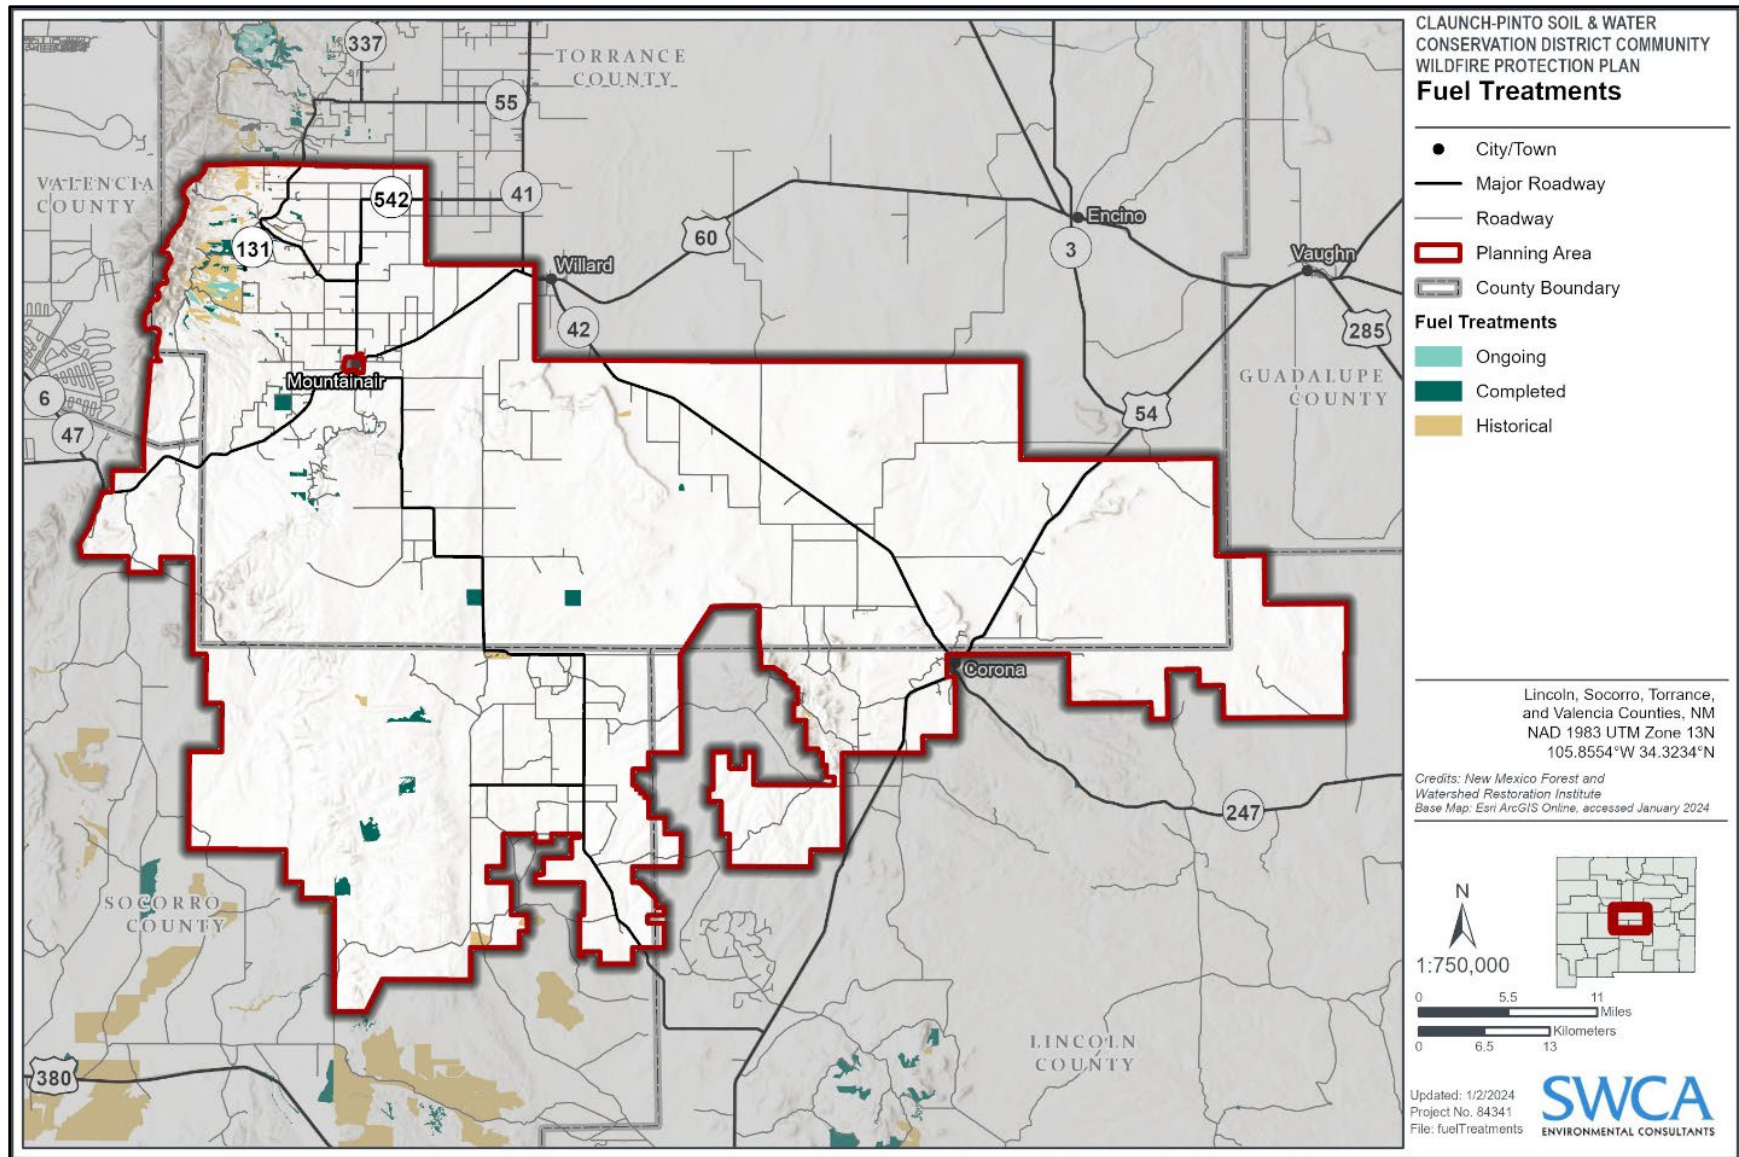 CLAUNCH-PINTO SOIL & WATER
CONSERVATION DISTRICT COMMUNITY
WILDFIRE PROTECTION PLAN
Fuel Treatments
City/Town
Major Roadway
Roadway
Planning Area
County Boundary
Fuel Treatments
Ongoing
Completed
Historical
Lincoln, Socorro, Torrance,
and Valencia Counties, NM
NAD 1983 UTM Zone 13N
105.8554°W 34.3234°N
Credits: New Mexico Forest and
Watershed Restoration Institute
Base Map: Esri ArcGIS Online, accessed January 2024
N
1:750,000
0 5.5 11
Miles
Kilometers
0 6.5 13
Updated: 1/2/2024
Project No. 84341
File: fuelTreatments
SWCA
ENVIRONMENTAL CONSULTANTS
337
TORRANCE
COUNTY
55
VALENCIA
COUNTY
542
41
131
60
Encino
3
Vaughn
Willard
42
285
Mountainair
GUADALUPE
COUNTY
6
47
54
Corona
247
SOCORRO
COUNTY
LINCOLN
COUNTY
380